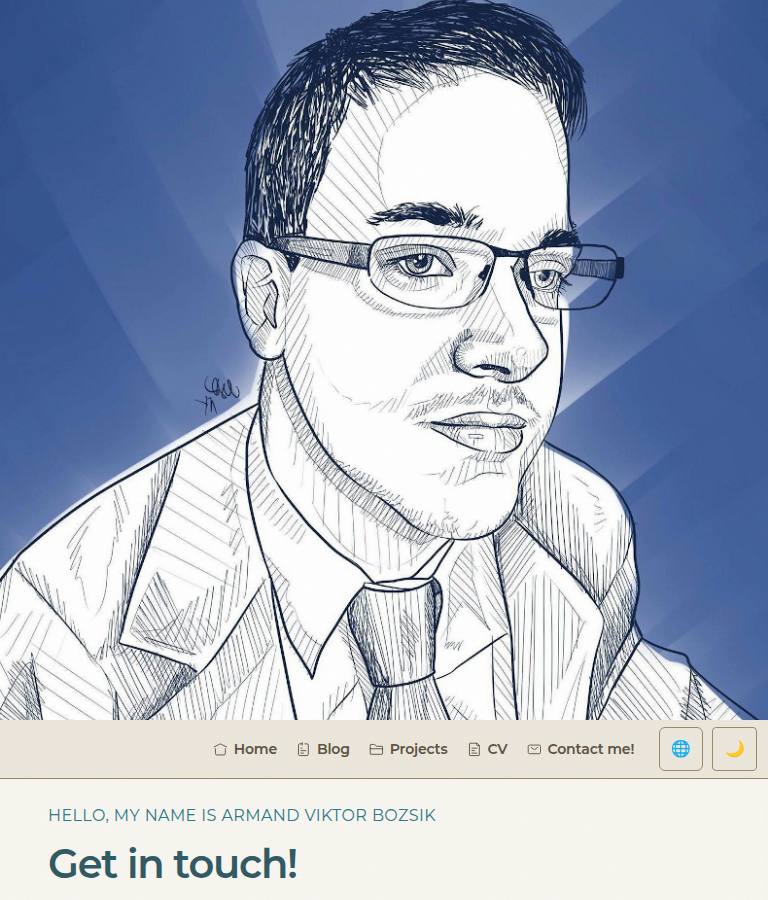 Home Blog Projects CV Contact me!
HELLO, MY NAME IS ARMAND VIKTOR BOZSIK
Get in touch!